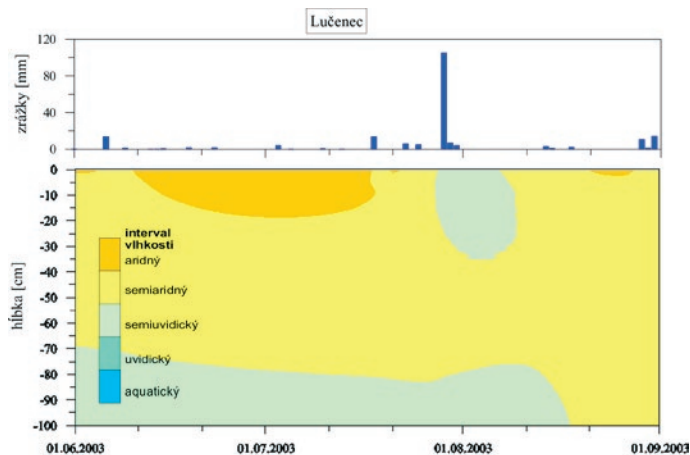 Lučenec
zrážky [mm]
120
80
40
0
hĺbka [cm]
0
-10
-20
-30
-40
-50
-60
-70
-80
-90
-100
interval
vlhkosti
aridný
semiaridný
semiuvidický
uvidický
aquatický
01.06.2003 01.07.2003 01.08.2003 01.09.2003